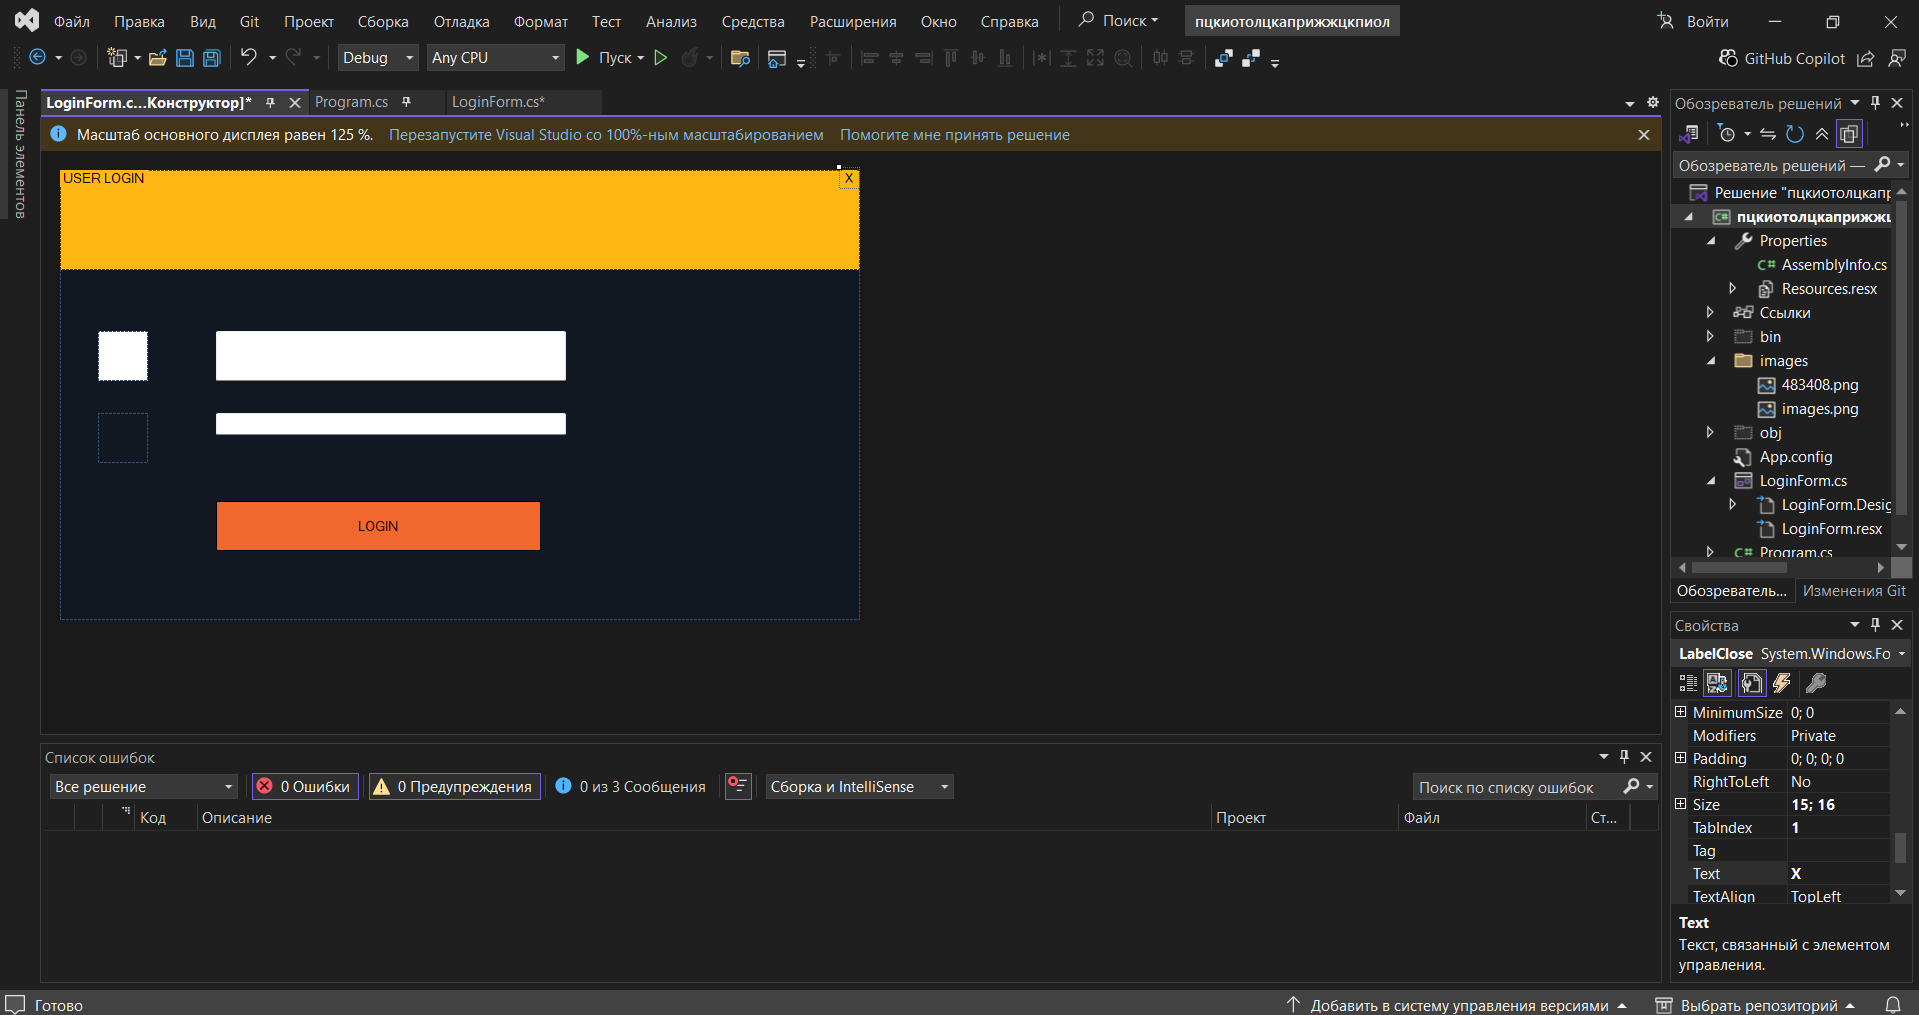 Файл Правка Вид Git Проект Сборка Отладка Формат Тест Анализ Средства Расширения Окно Справка Поиск пцкиотолцкаприжжцкпиол Войти
Debug Any CPU Пуск GitHub Copilot
Панель элементов
LoginForm.c...Конструктор]* Program.cs LoginForm.cs*
Масштаб основного дисплея равен 125 %. Перезапустите Visual Studio со 100%-ным масштабированием Помогите мне принять решение
USER LOGIN X
LOGIN
Список ошибок
Все решение 0 Ошибки 0 Предупреждения 0 из 3 Сообщения Сборка и IntelliSense Поиск по списку ошибок
Код Описание Проект Файл Ст...
Обозреватель решений
Обозреватель решений —
Решение "пцкиотолцкапр
пцкиотолцкаприжжц
Properties
C# AssemblyInfo.cs
Resources.resx
Ссылки
bin
images
483408.png
images.png
obj
App.config
LoginForm.cs
LoginForm.Desig
LoginForm.resx
C# Program.cs
Обозреватель... Изменения Git
Свойства
LabelClose System.Windows.Fo
MinimumSize 0; 0
Modifiers Private
Padding 0; 0; 0; 0
RightToLeft No
Size 15; 16
TabIndex 1
Tag
Text X
TextAlign TopLeft
Text
Текст, связанный с элементом
управления.
Готово Добавить в систему управления версиями Выбрать репозиторий